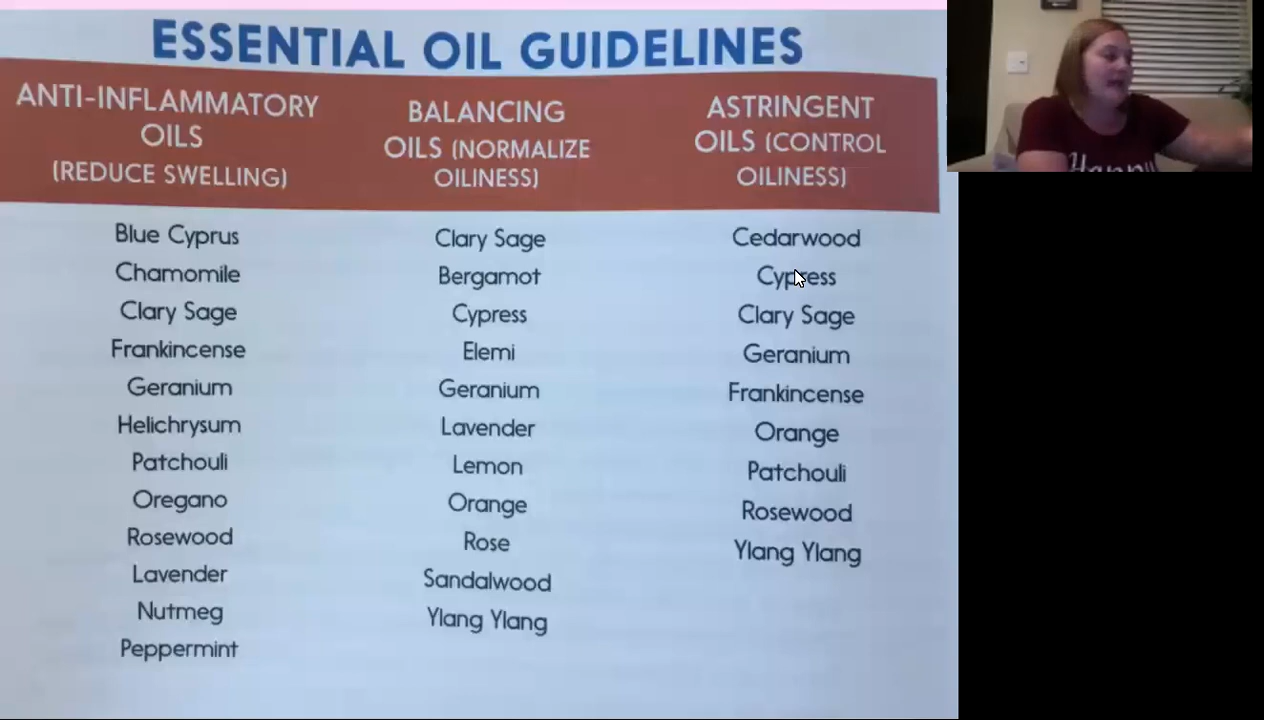 ESSENTIAL OIL GUIDELINES
ANTI-INFLAMMATORY
OILS
(REDUCE SWELLING)
Blue Cyprus
Chamomile
Clary Sage
Frankincense
Geranium
Helichrysum
Patchouli
Oregano
Rosewood
Lavender
Nutmeg
Peppermint
BALANCING
OILS (NORMALIZE
OILINESS)
Clary Sage
Bergamot
Cypress
Elemi
Geranium
Lavender
Lemon
Orange
Rose
Sandalwood
Ylang Ylang
ASTRINGENT
OILS (CONTROL
OILINESS)
Cedarwood
Cypress
Clary Sage
Geranium
Frankincense
Orange
Patchouli
Rosewood
Ylang Ylang
Happy